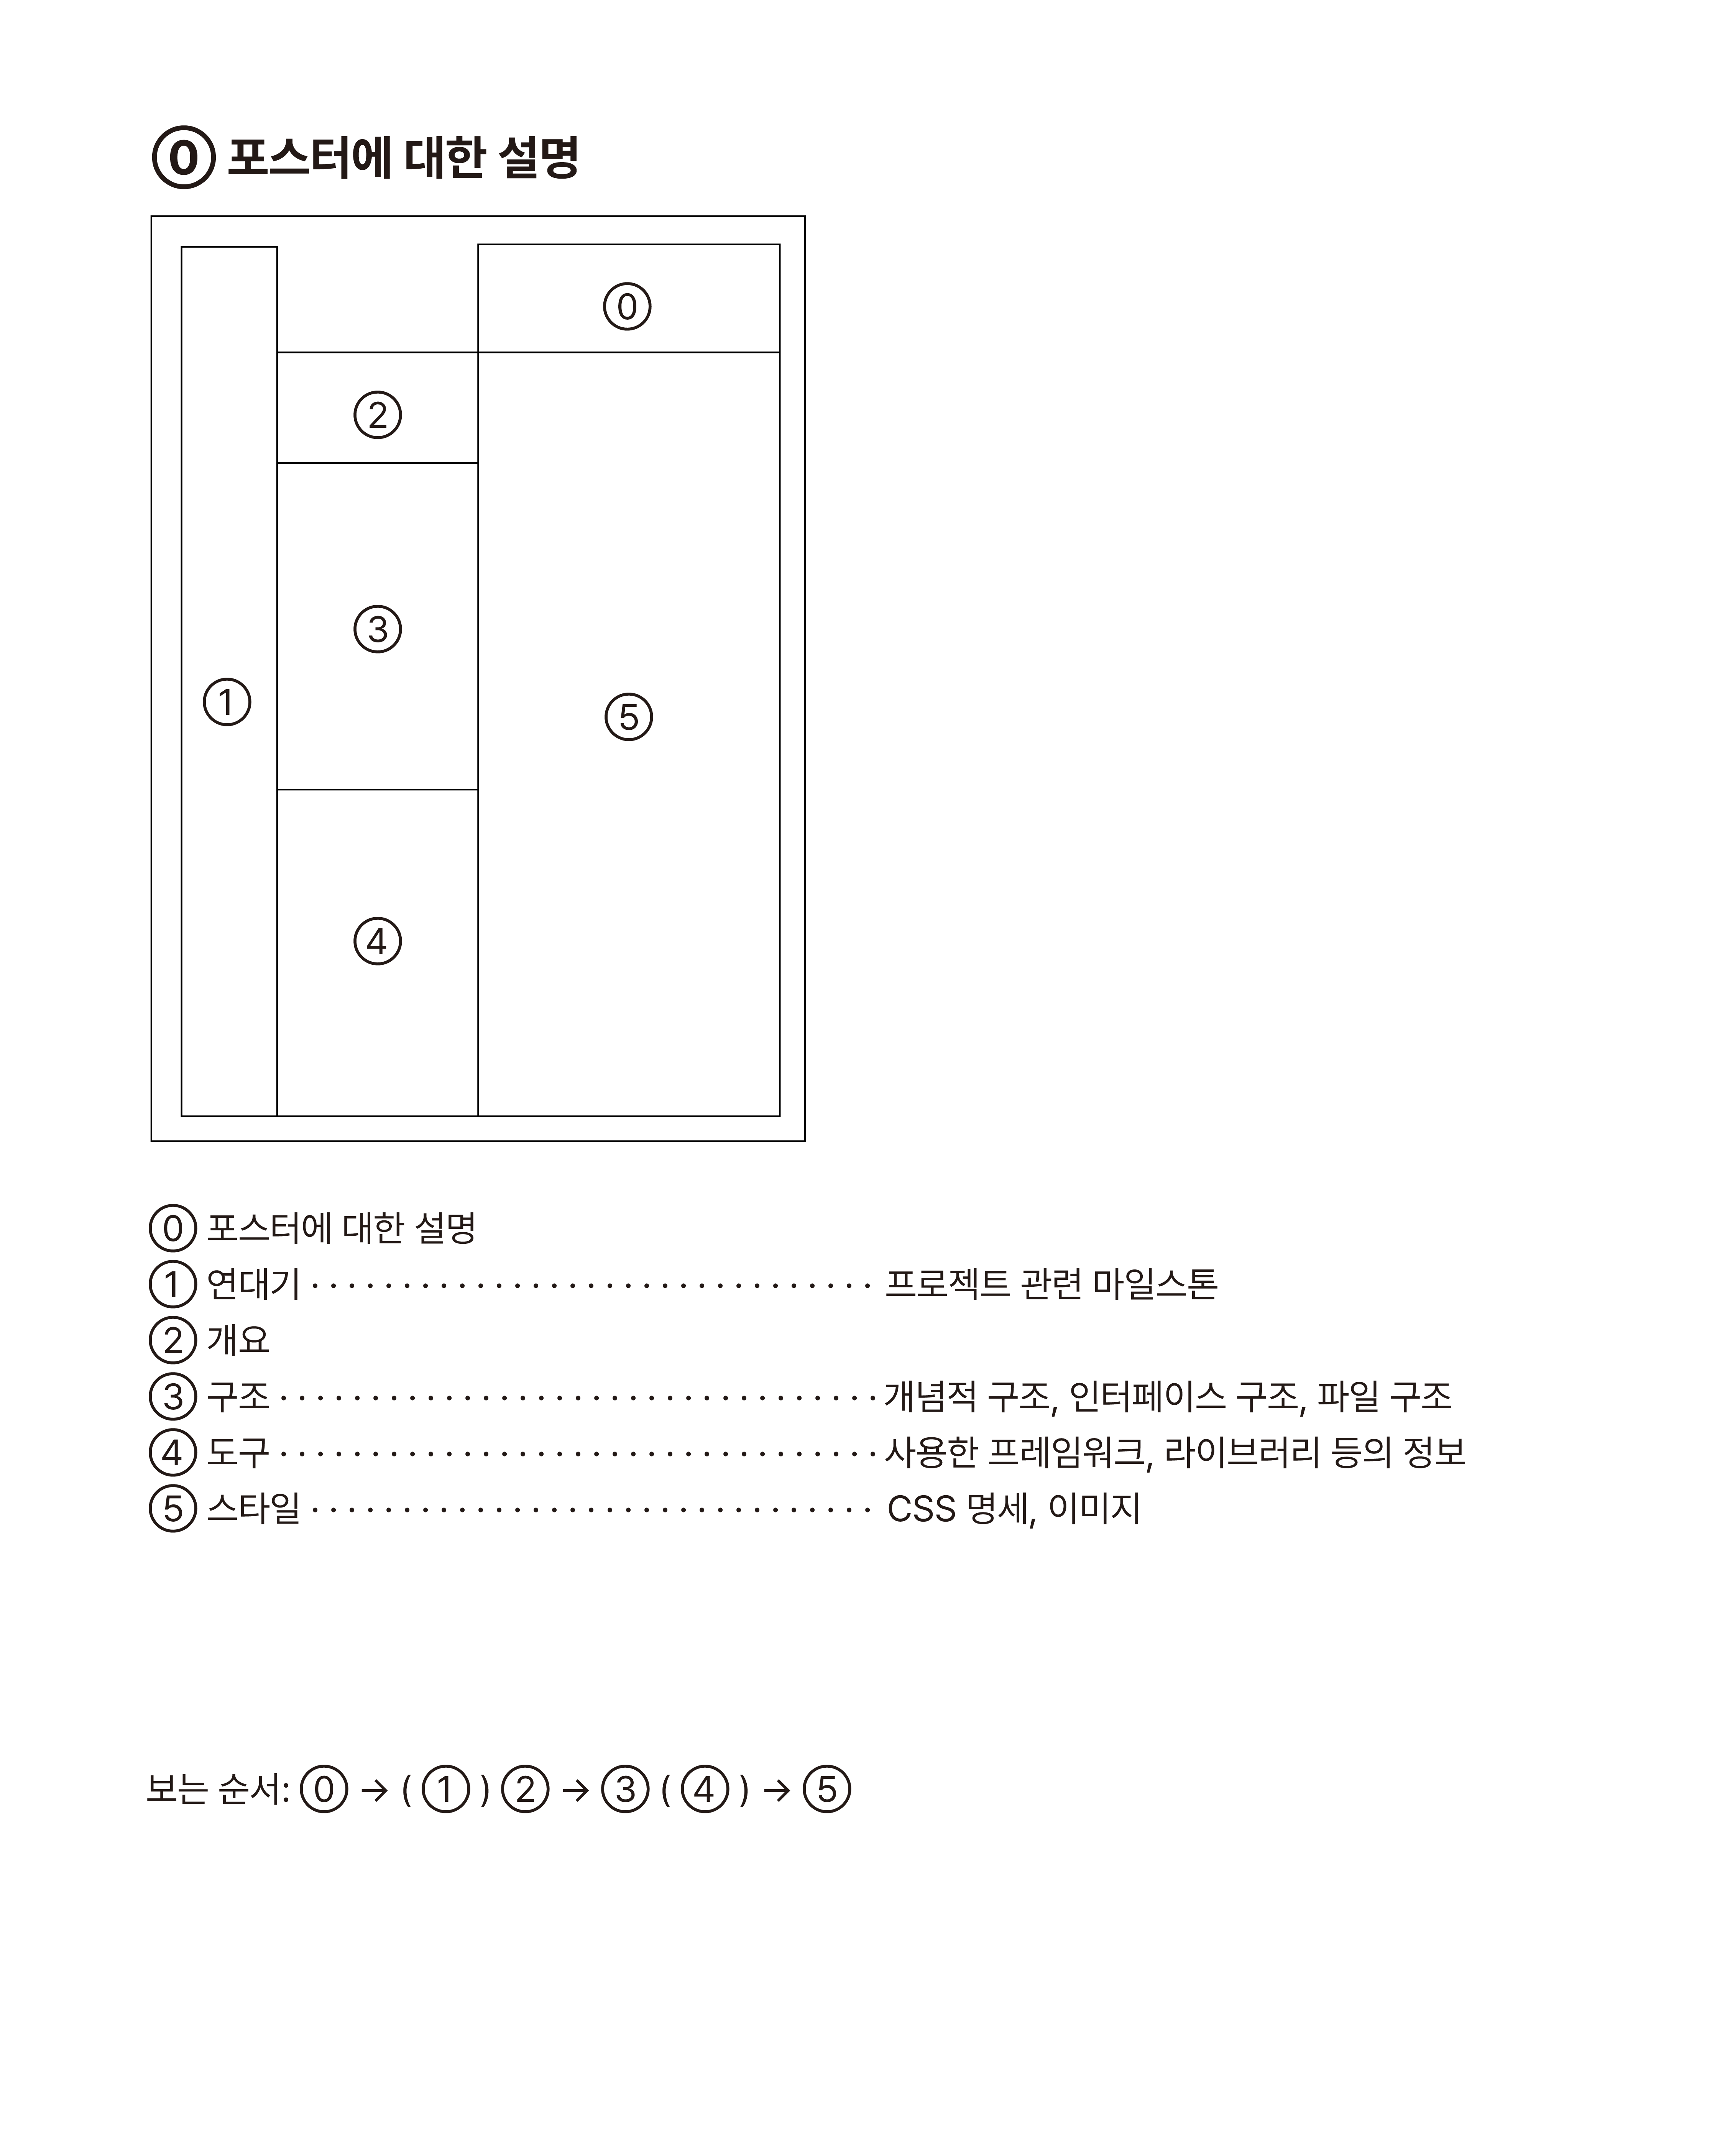 ⓪ 포스터에 대한 설명
⓪
②
③
①
⑤
④
⓪ 포스터에 대한 설명
① 연대기 ······························· 프로젝트 관련 마일스톤
② 개요
③ 구조 ································· 개념적 구조, 인터페이스 구조, 파일 구조
④ 도구 ································· 사용한 프레임워크, 라이브러리 등의 정보
⑤ 스타일 ······························· CSS 명세, 이미지
보는 순서: ⓪ → ( ① ) ② → ③ ( ④ ) → ⑤